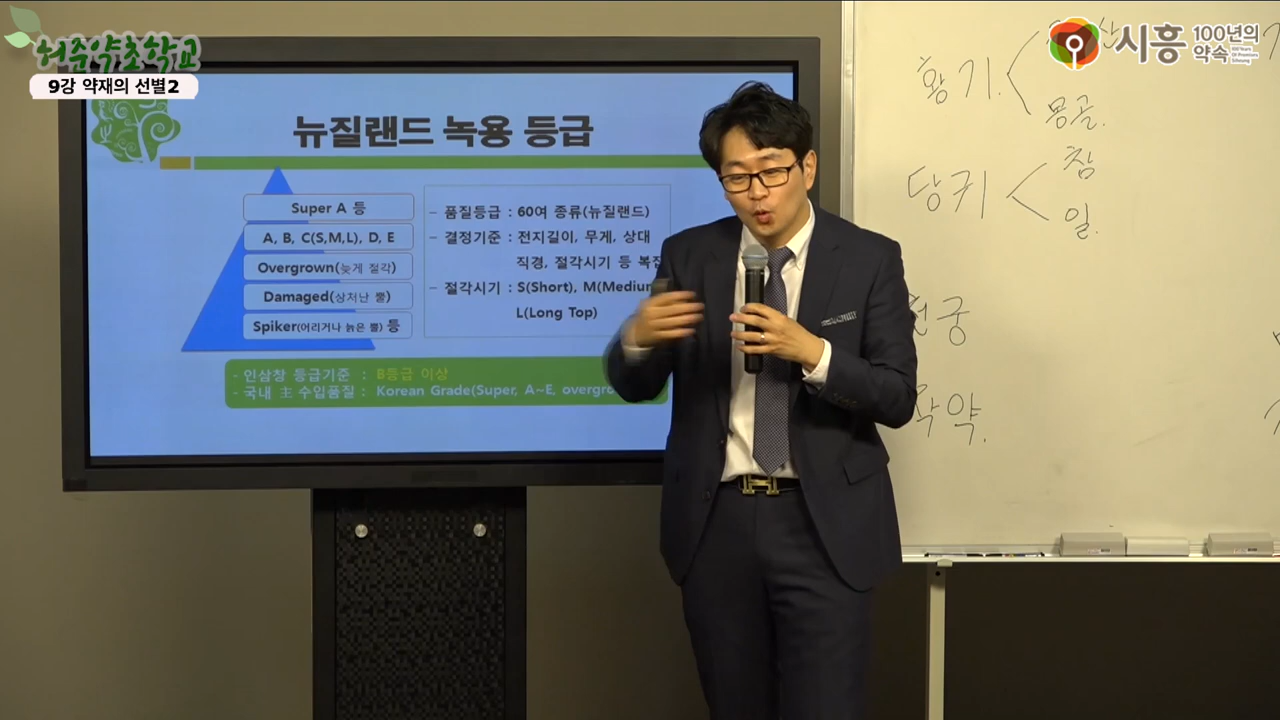 허준약초학교
9강 약재의 선별2
시흥 100년의 약속
뉴질랜드 녹용 등급
Super A 등
A, B, C(S,M,L), D, E
Overgrown(늦게 절각)
Damaged(상처난 뿔)
Spiker(어리거나 늙은 뿔) 등
– 품질등급 : 60여 종류(뉴질랜드)
– 결정기준 : 전지길이, 무게, 상대
직경, 절각시기 등
– 절각시기 : S(Short),
L(Long Top)
- 인삼창 등급기준 : B등급 이상
- 국내 主 수입품질 : Korean Grade(Super, A~E,
황기.
몽골.
당귀
참
일.
작약.